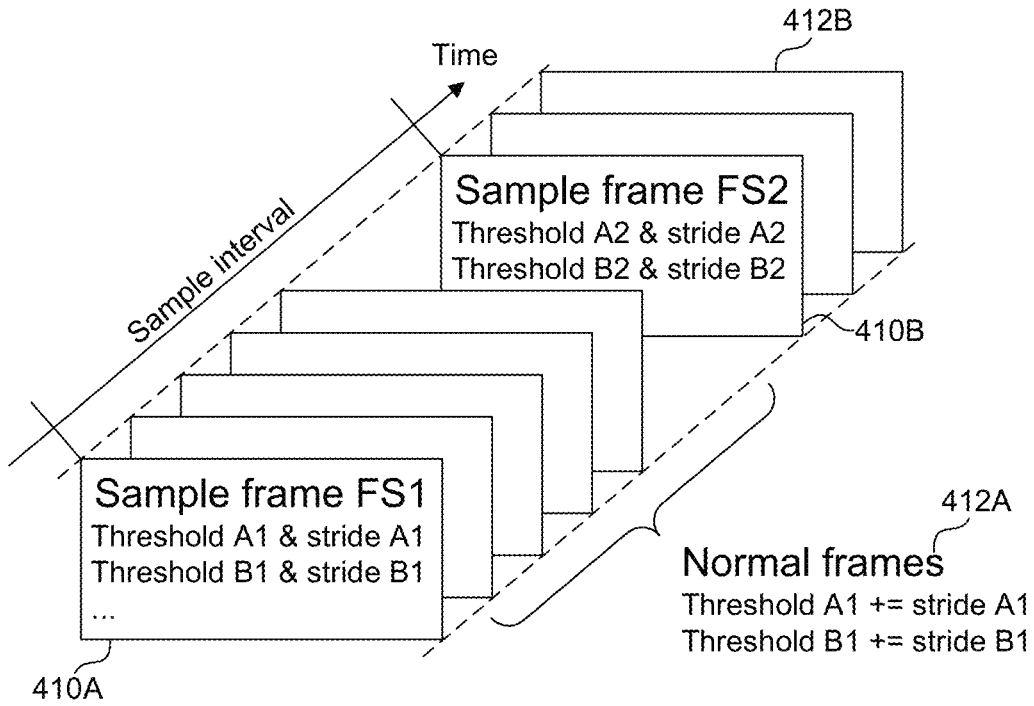 412B
Time
Sample frame FS2
Threshold A2 & stride A2
Threshold B2 & stride B2
Sample interval
410B
Sample frame FS1
Threshold A1 & stride A1
Threshold B1 & stride B1
...
412A
Normal frames
Threshold A1 += stride A1
Threshold B1 += stride B1
410A